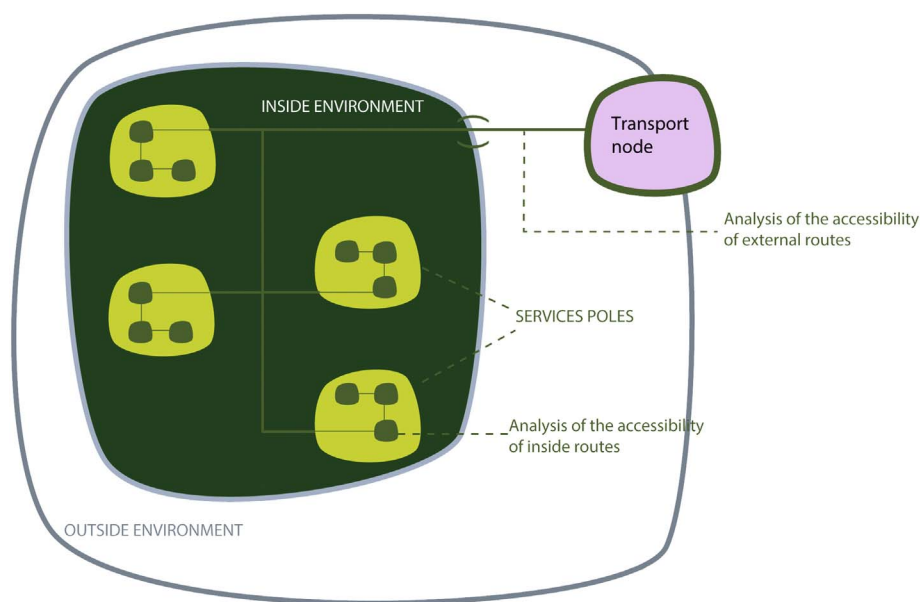 INSIDE ENVIRONMENT
Transport
node
Analysis of the accessibility
of external routes
SERVICES POLES
Analysis of the accessibility
of inside routes
OUTSIDE ENVIRONMENT